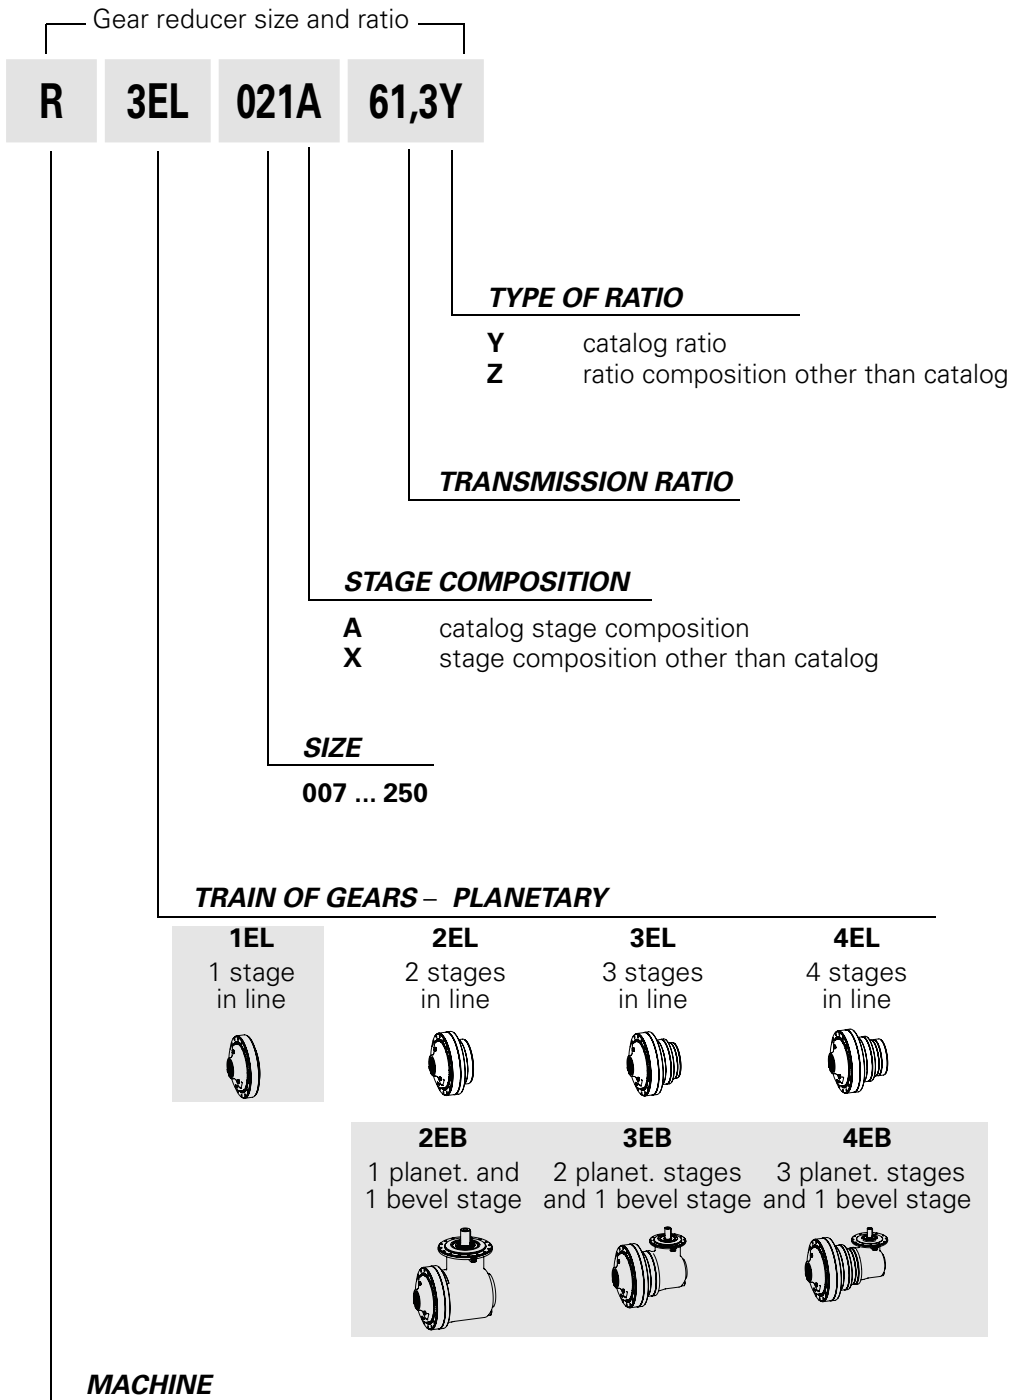 Gear reducer size and ratio
R 3EL 021A 61,3Y
TYPE OF RATIO
Y catalog ratio
Z ratio composition other than catalog
TRANSMISSION RATIO
STAGE COMPOSITION
A catalog stage composition
X stage composition other than catalog
SIZE
007 ... 250
TRAIN OF GEARS – PLANETARY
1EL 2EL 3EL 4EL
1 stage 2 stages 3 stages 4 stages
in line in line in line in line
2EB 3EB 4EB
1 planet. and 2 planet. stages 3 planet. stages
1 bevel stage and 1 bevel stage and 1 bevel stage
MACHINE